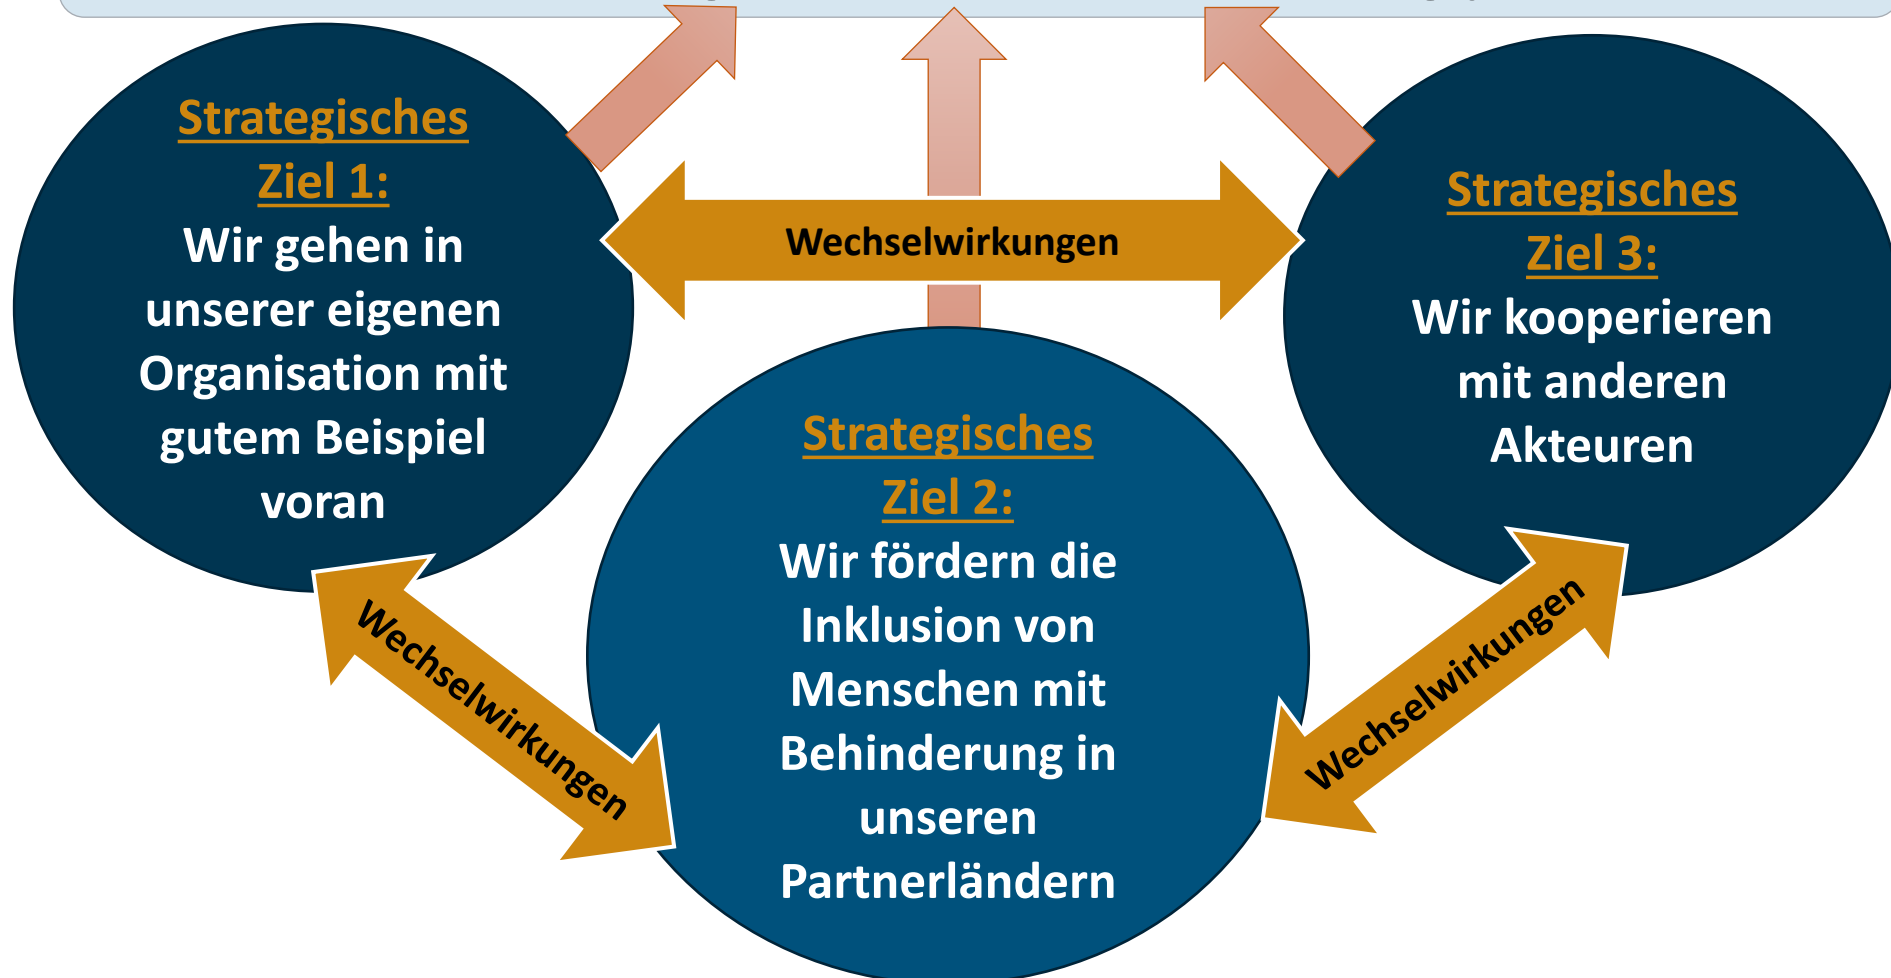 Strategisches
Ziel 1:
Wir gehen in
unserer eigenen
Organisation mit
gutem Beispiel
voran
Wechselwirkungen
Strategisches
Ziel 3:
Wir kooperieren
mit anderen
Akteuren
Strategisches
Ziel 2:
Wir fördern die
Inklusion von
Menschen mit
Behinderung in
unseren
Partnerländern
Wechselwirkungen
Wechselwirkungen